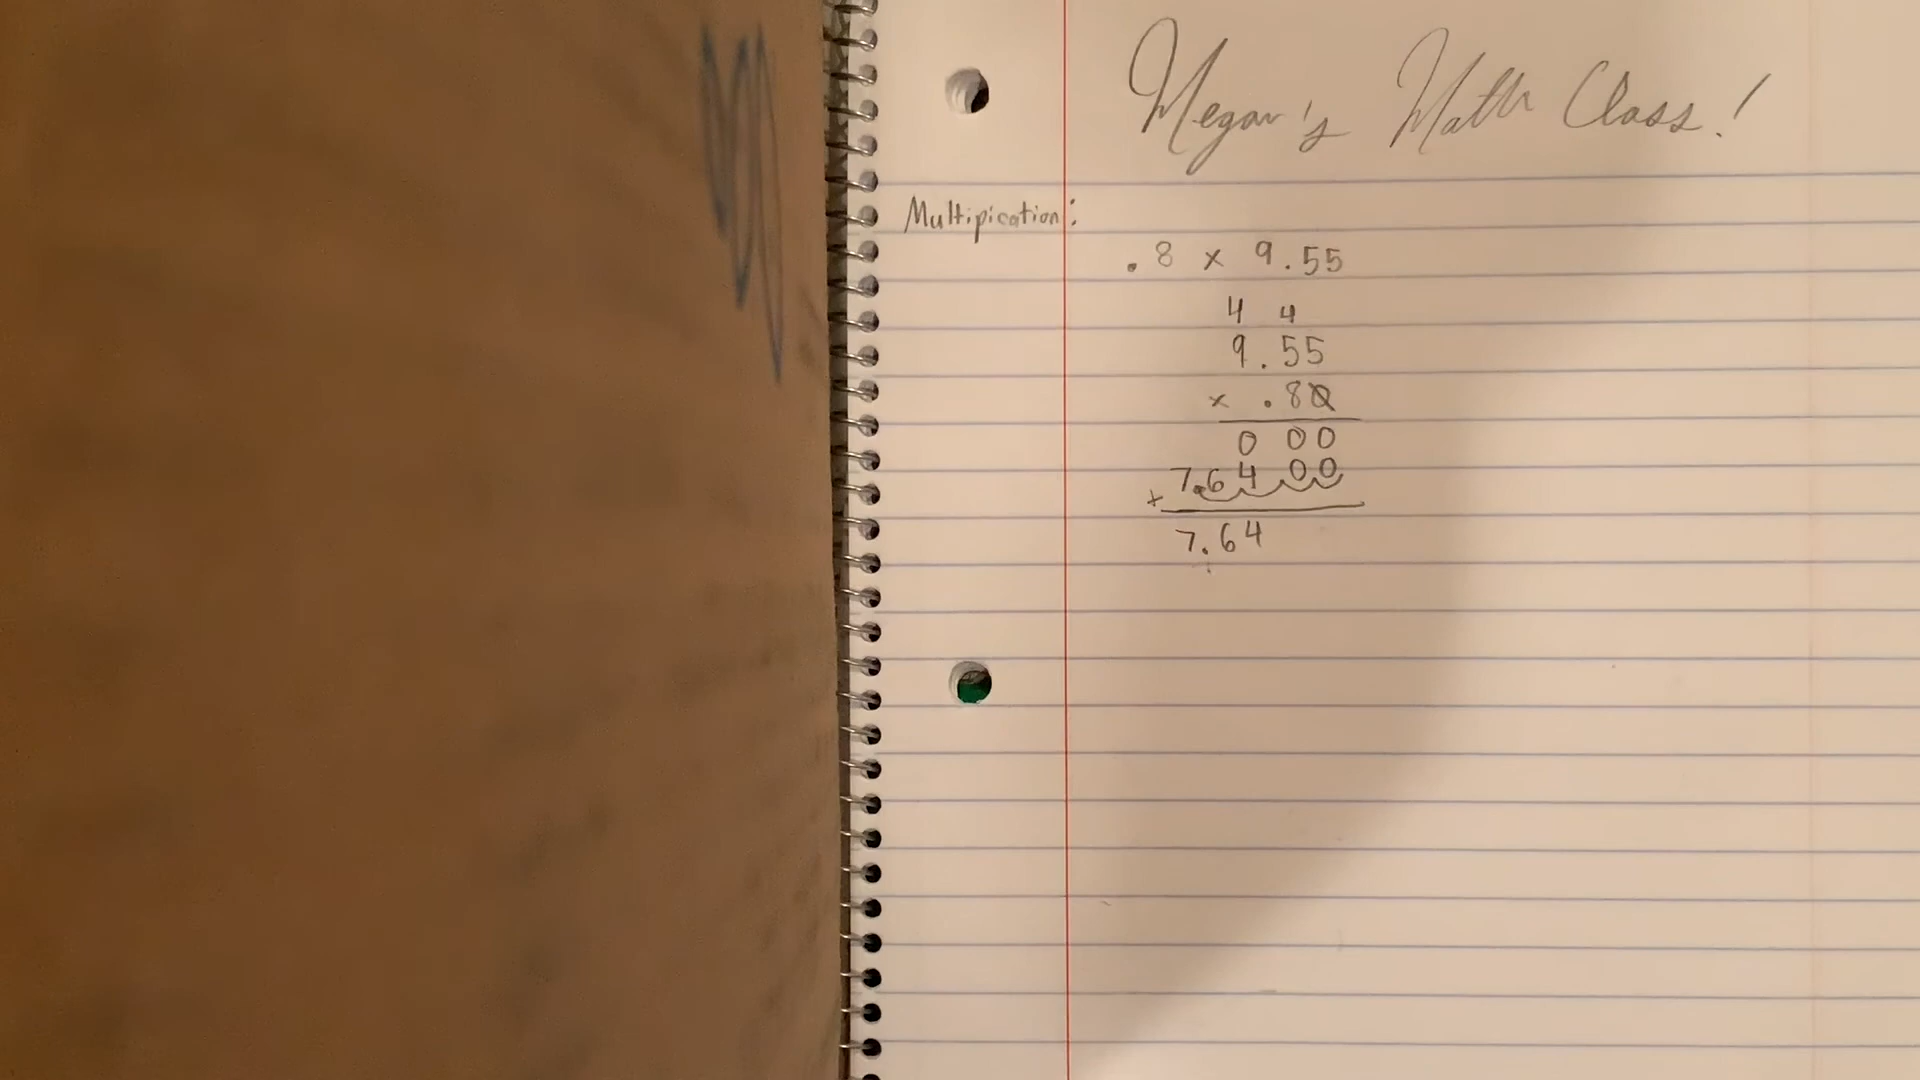 Megan's Math Class!
Multipication:
.8 x 9.55
4 4
9.55
x .80
0 00
7.64 00
+
7.64